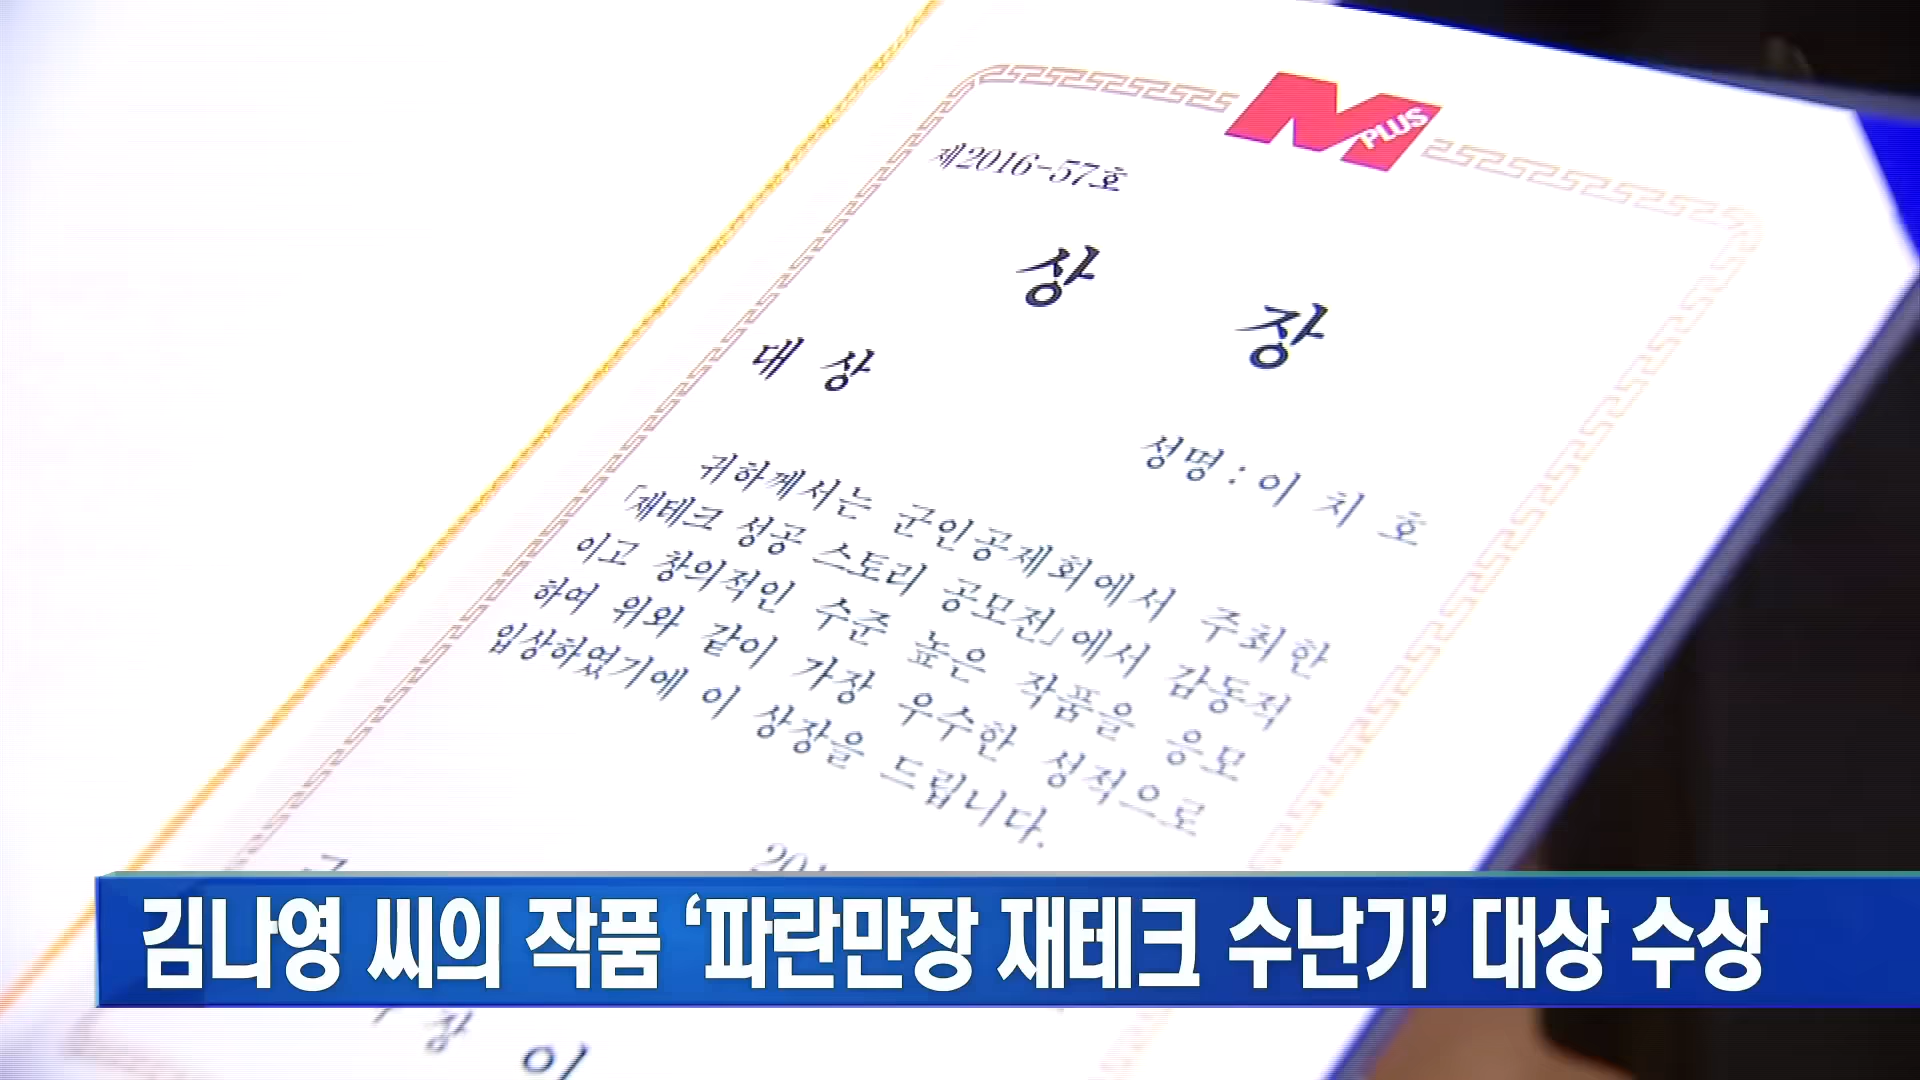 M PLUS
제2016-57호
상 장
대 상
성명 : 이 치 호
귀하께서는 군인공제회에서 주최한
「재테크 성공 스토리 공모전」에서 감동적
이고 창의적인 수준 높은 작품을 응모
하여 위와 같이 가장 우수한 성적으로
입상하였기에 이 상장을 드립니다.
김나영 씨의 작품 ‘파란만장 재테크 수난기’ 대상 수상
장 이